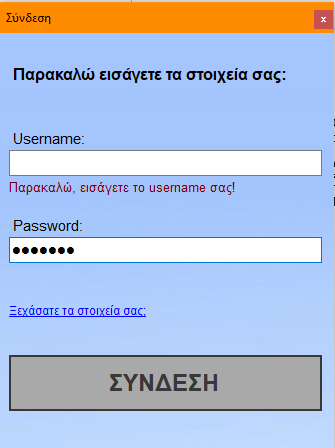 Σύνδεση
x
Παρακαλώ εισάγετε τα στοιχεία σας:
Username:
Παρακαλώ, εισάγετε το username σας!
Password:
●●●●●●●
Ξεχάσατε τα στοιχεία σας;
ΣΥΝΔΕΣΗ